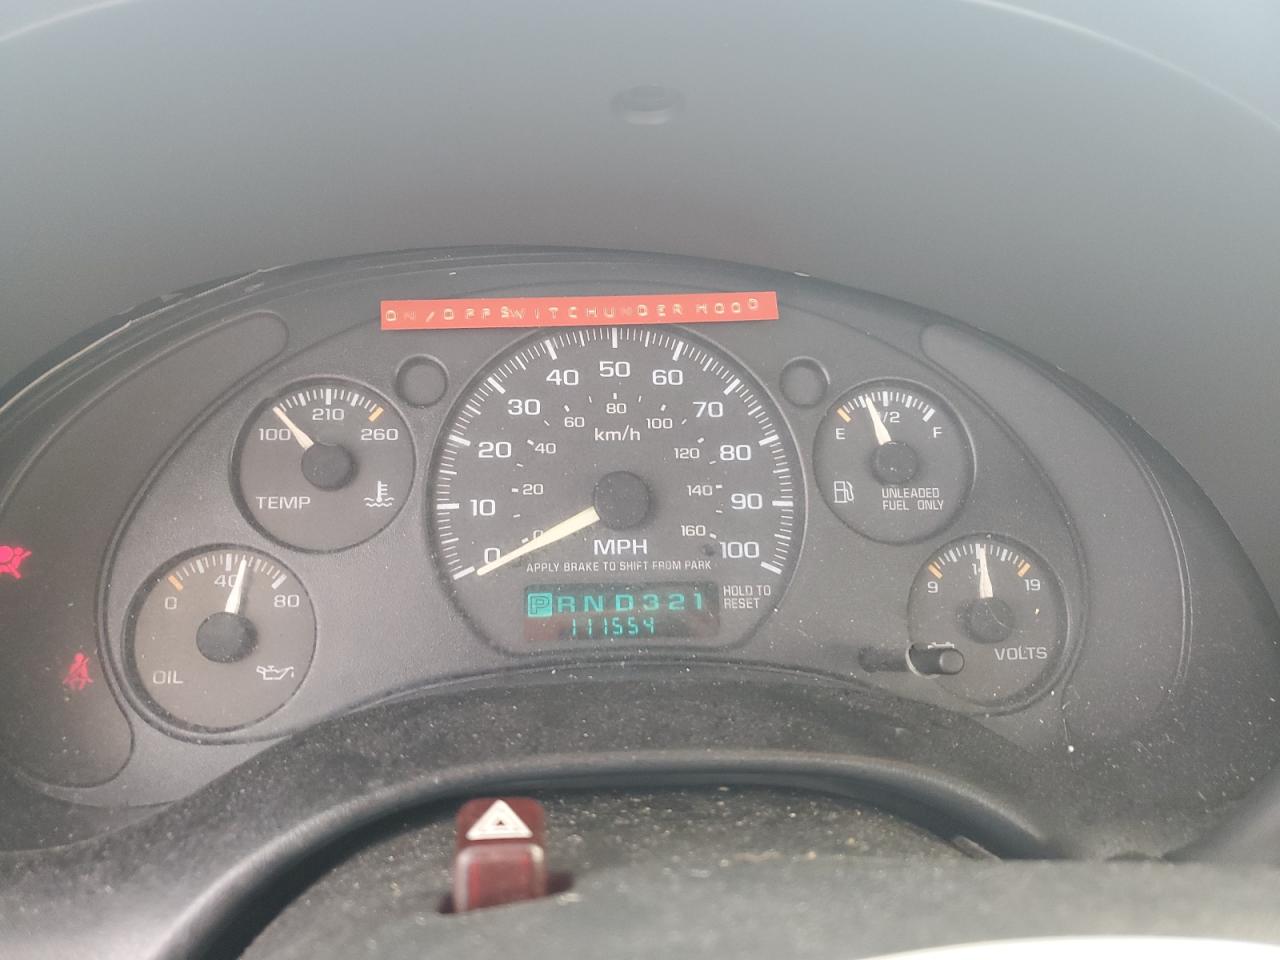 ON/OFF SWITCH UNDER HOOD
210
100 260
TEMP
40
0 80
OIL
0 10 20 30 40 50 60 70 80 90 100
0 20 40 60 80 100 120 140 160
km/h
MPH
APPLY BRAKE TO SHIFT FROM PARK
PRND321
111554
HOLD TO
RESET
1/2
E F
UNLEADED
FUEL ONLY
9 19
VOLTS